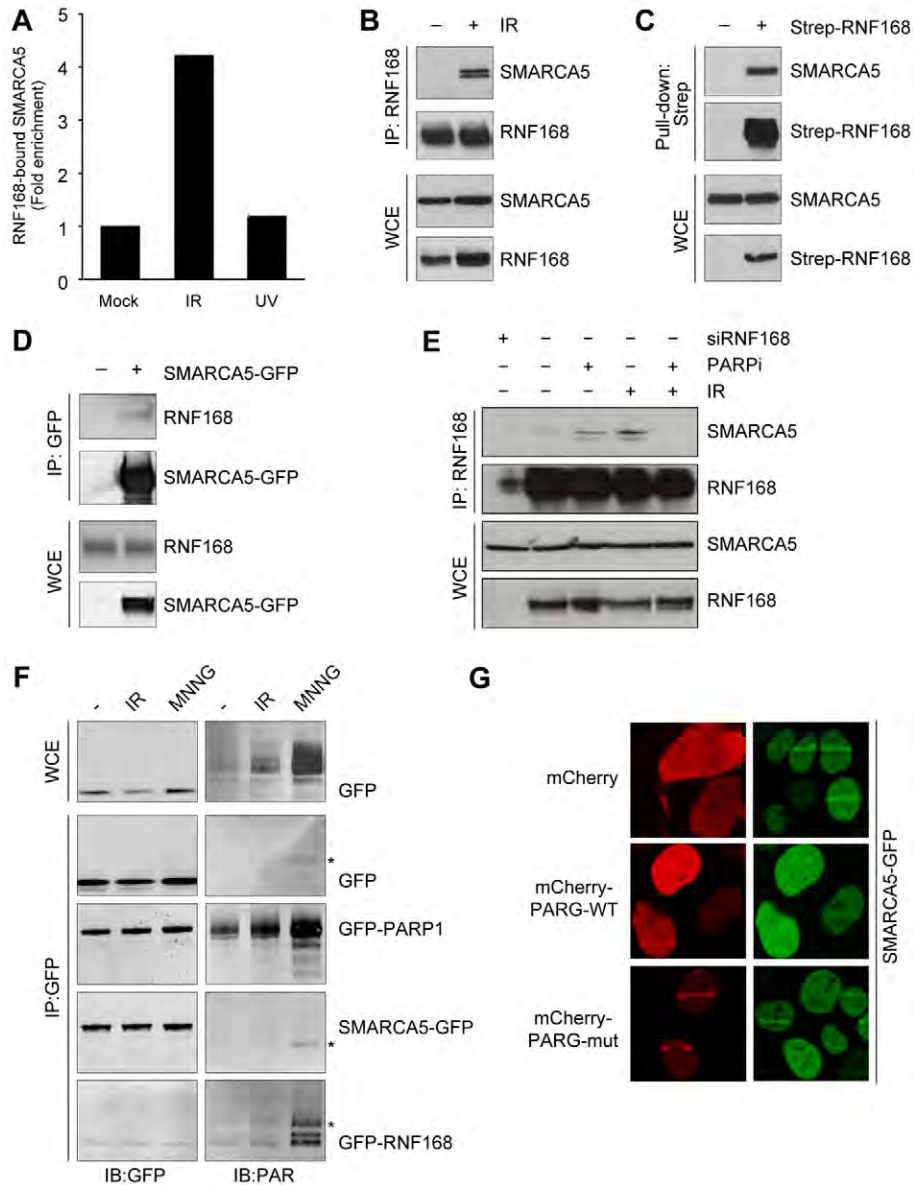 A
RNF168-bound SMARCA5
(Fold enrichment)
5
4
3
2
1
0
Mock IR UV
B
– + IR
IP: RNF168
SMARCA5
RNF168
WCE
SMARCA5
RNF168
C
– + Strep-RNF168
Pull-down:
Strep
SMARCA5
Strep-RNF168
WCE
SMARCA5
Strep-RNF168
D
– + SMARCA5-GFP
IP: GFP
RNF168
SMARCA5-GFP
WCE
RNF168
SMARCA5-GFP
E
+ – – – – siRNF168
– – + – + PARPi
– – – + + IR
IP: RNF168
SMARCA5
RNF168
WCE
SMARCA5
RNF168
F
- IR MNNG - IR MNNG
WCE
GFP
IP:GFP
*
GFP
GFP-PARP1
SMARCA5-GFP
*
*
GFP-RNF168
IB:GFP IB:PAR
G
mCherry
mCherry-
PARG-WT
mCherry-
PARG-mut
SMARCA5-GFP